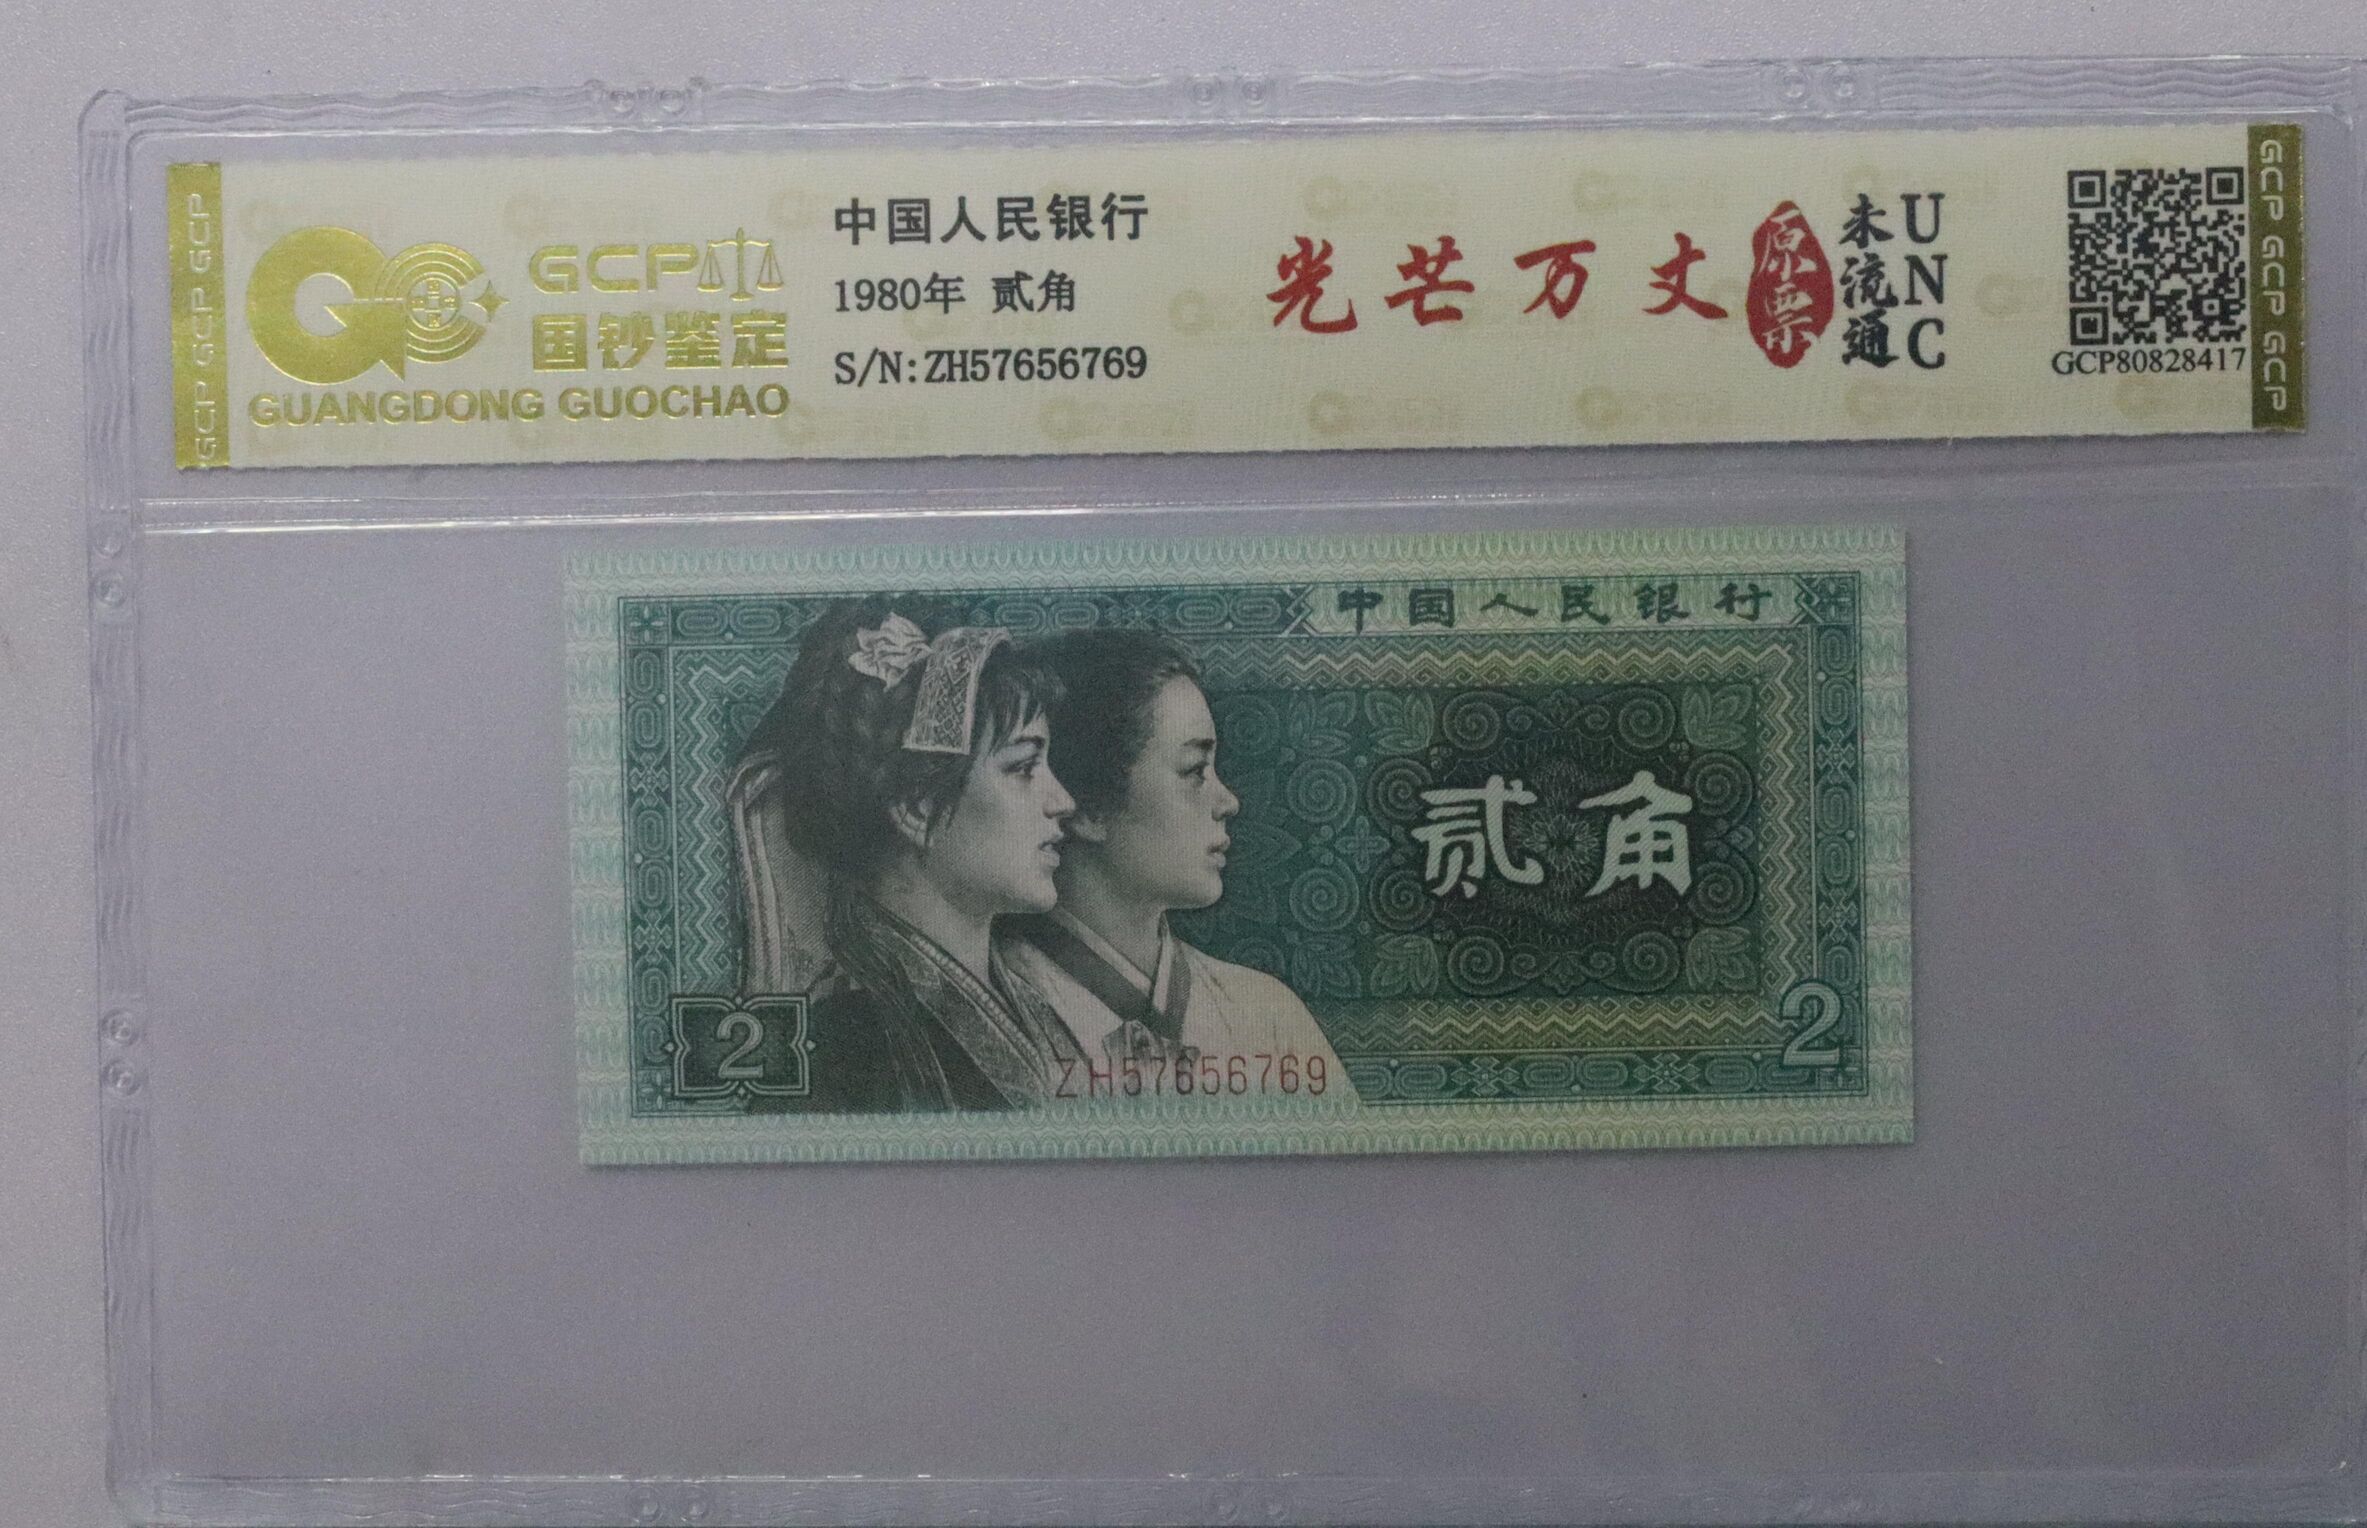 GCP GCP GCP
GCP
国钞鉴定
GUANGDONG GUOCHAO
中国人民银行
1980年 贰角
S/N:ZH57656769
光芒万丈
原票
未流通
UNC
GCP80828417
GCP GCP GCP
中国人民银行
贰角
2
2
ZH57656769